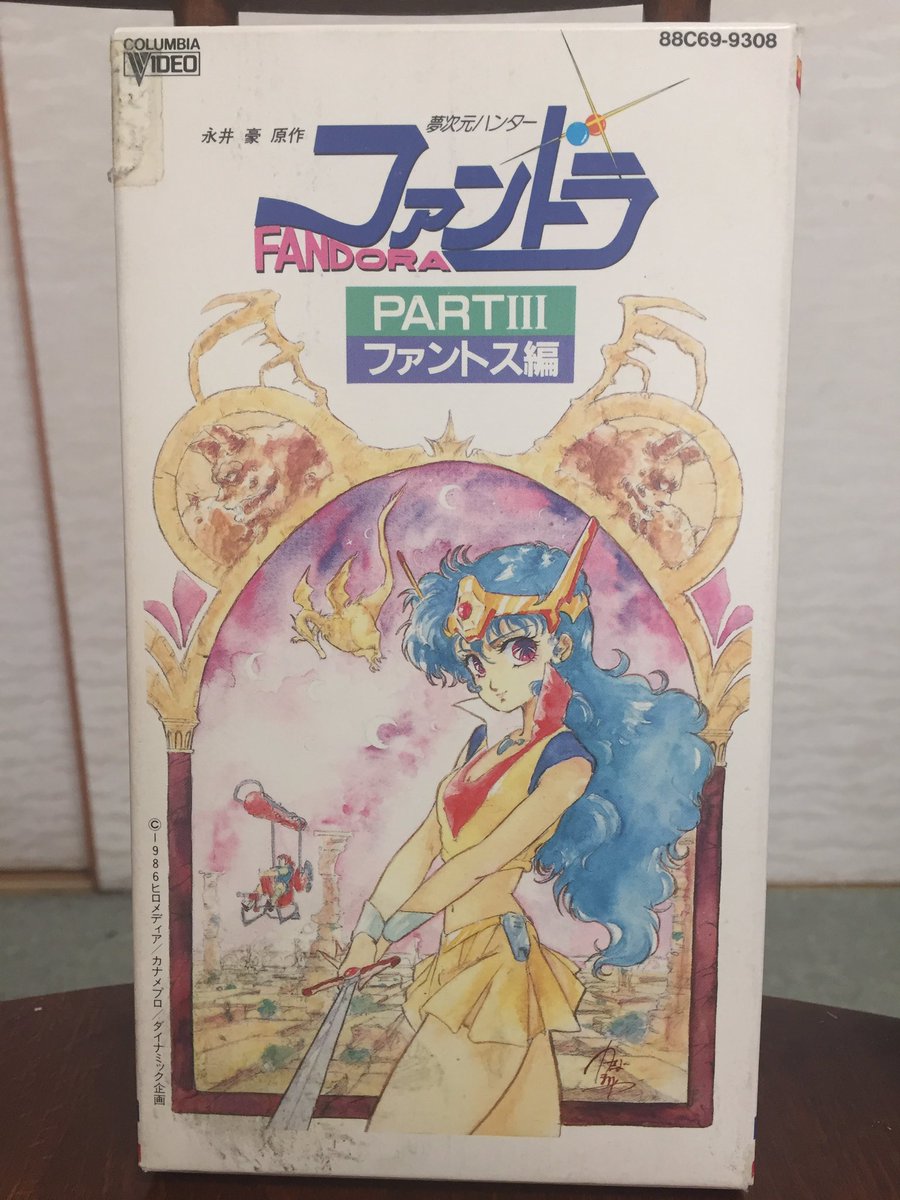 COLUMBIA
VIDEO
88C69-9308
永井 豪 原作
夢次元ハンター
ファンドラ
FANDORA
PARTIII
ファントス編
©1986ヒロメディア/カナメプロ/ダイナミック企画